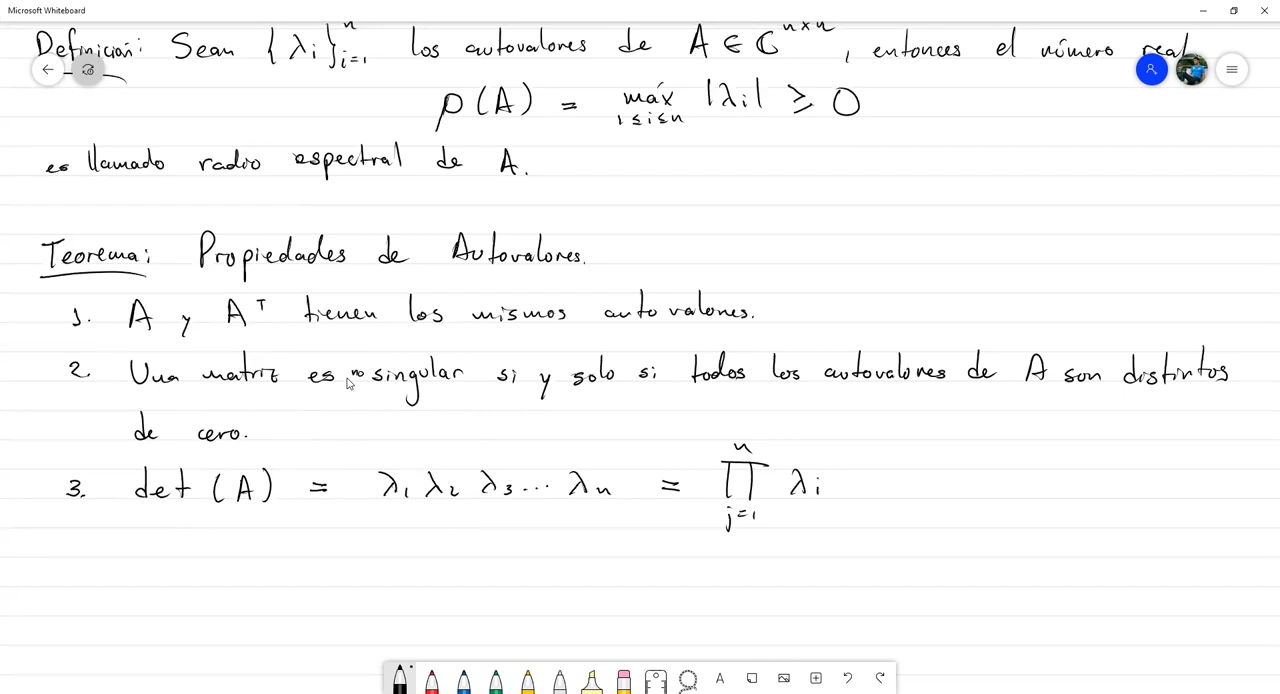 Microsoft Whiteboard
Definición: Sean {λi}ⁿi=1 los autovalores de A ∈ ℂⁿˣⁿ, entonces el número real
ρ(A) = máx 1≤i≤n |λi| ≥ 0
es llamado radio espectral de A.
Teorema: Propiedades de Autovalores.
1. A y Aᵀ tienen los mismos autovalores.
2. Una matriz es no singular si y solo si todos los autovalores de A son distintos
de cero.
3. det(A) = λ1 λ2 λ3 ... λn = ∏ⁿj=1 λi
A